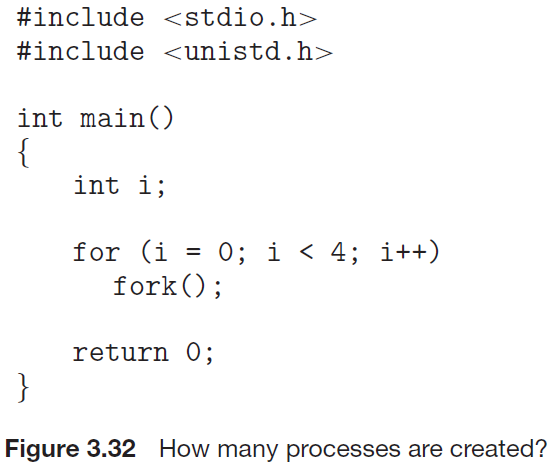 #include <stdio.h>
#include <unistd.h>
int main()
{
int i;
for (i = 0; i < 4; i++)
fork();
return 0;
}
Figure 3.32 How many processes are created?